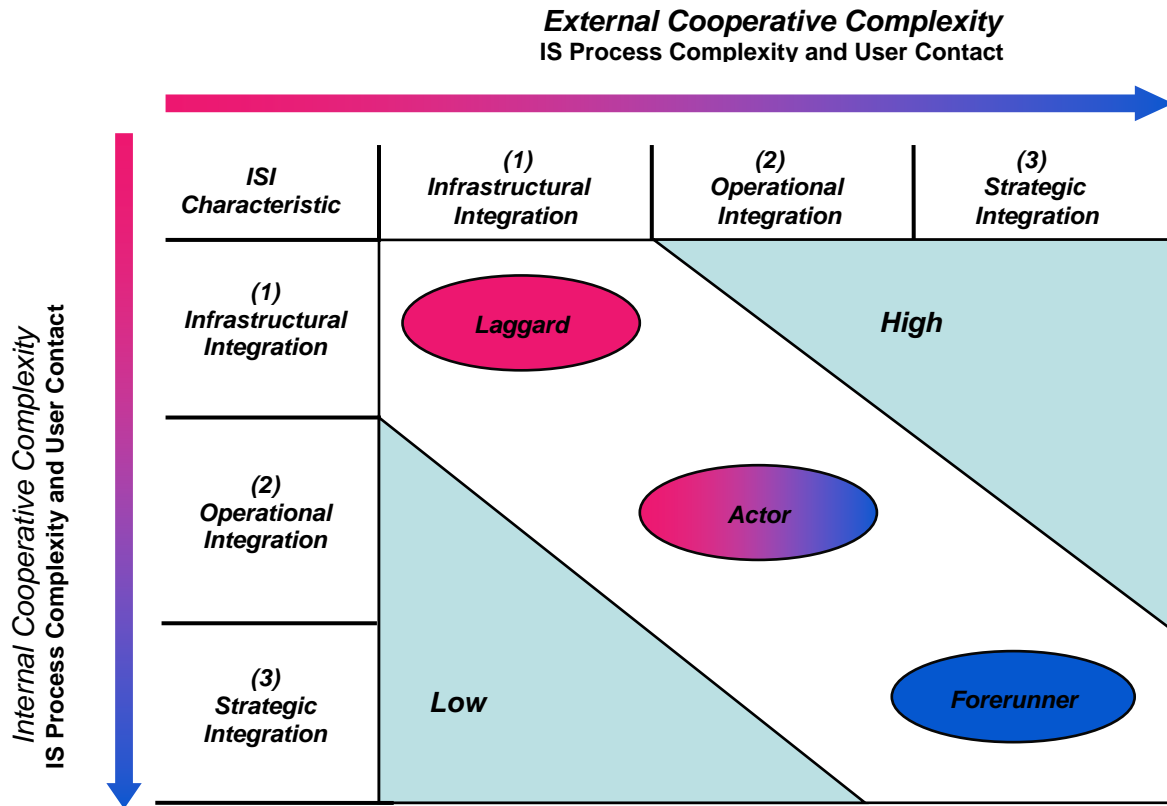 External Cooperative Complexity
IS Process Complexity and User Contact
Internal Cooperative Complexity
IS Process Complexity and User Contact
ISI
Characteristic
(1)
Infrastructural
Integration
(2)
Operational
Integration
(3)
Strategic
Integration
(1)
Infrastructural
Integration
Laggard
High
(2)
Operational
Integration
Actor
(3)
Strategic
Integration
Low
Forerunner